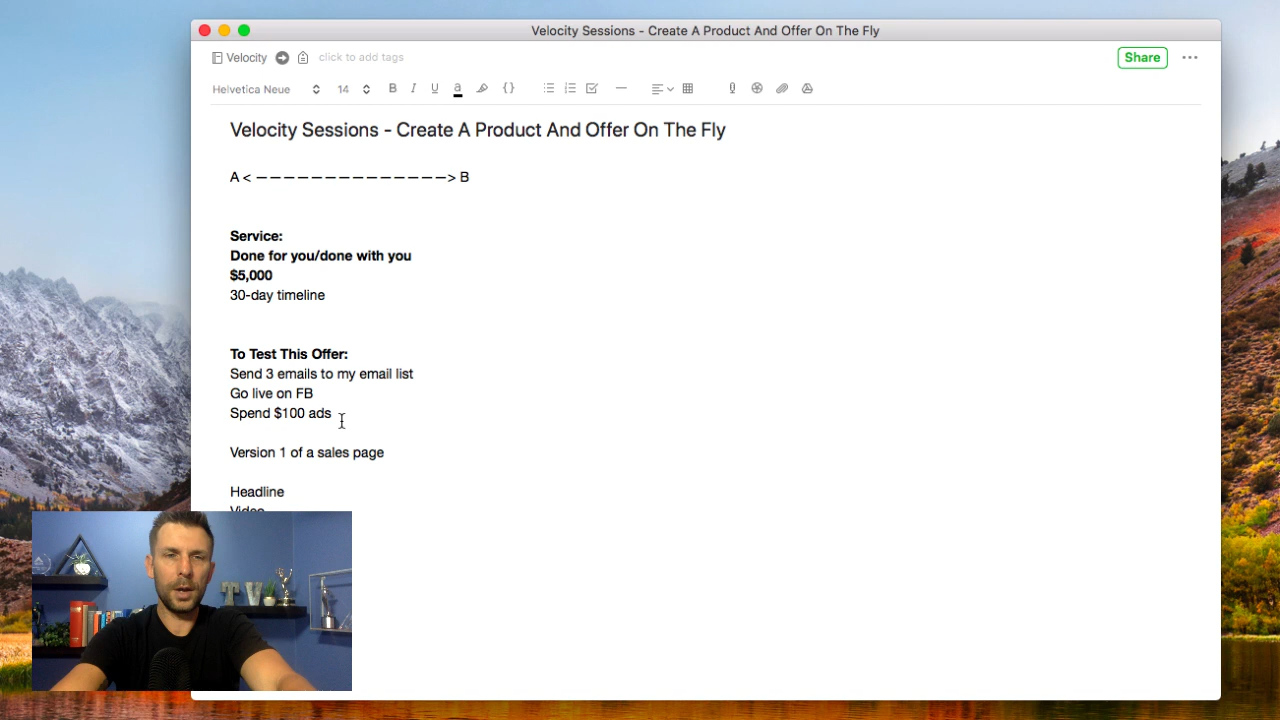 Velocity Sessions - Create A Product And Offer On The Fly
Velocity
click to add tags
Share
Helvetica Neue
14
B I U a {}
Velocity Sessions - Create A Product And Offer On The Fly
A < — — — — — — — — — — — — — —> B
Service:
Done for you/done with you
$5,000
30-day timeline
To Test This Offer:
Send 3 emails to my email list
Go live on FB
Spend $100 ads
Version 1 of a sales page
Headline
Video
T V